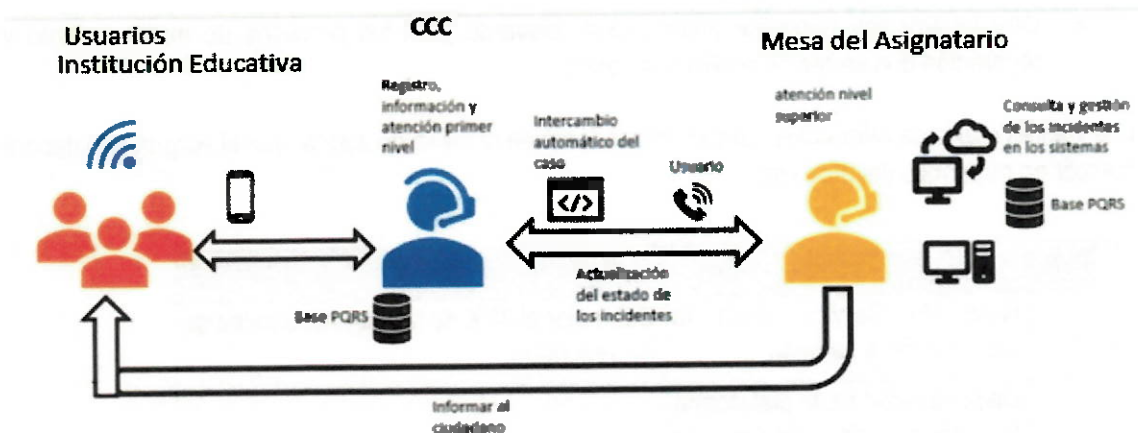 Usuarios
Institución Educativa
CCC
Mesa del Asignatario
Registro,
información y
atención primer
nivel
Intercambio
automático del
caso
</>
Usuario
atención nivel
superior
Consulta y gestión
de los incidentes
en los sistemas
Base PQRS
Actualización
del estado de
los incidentes
Base PQRS
Informar al
ciudadano